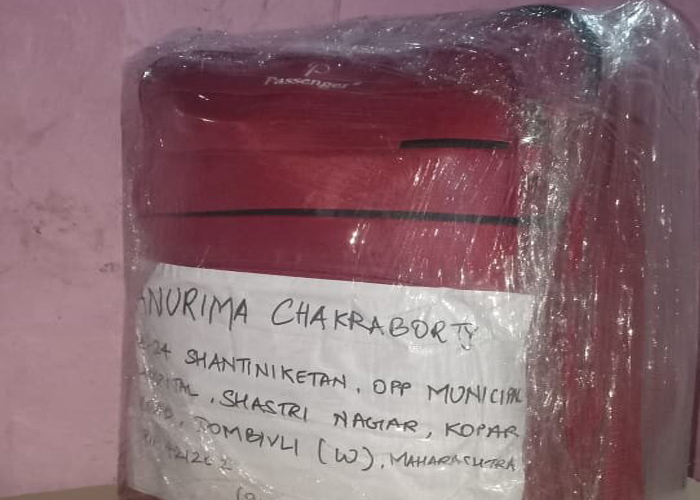 Passenger
ANURIMA CHAKRABORTY
24 SHANTINIKETAN, OPP MUNICIPAL
, SHASTRI NAGAR, KOPAR
, DOMBIVLI (W), MAHARASHTRA